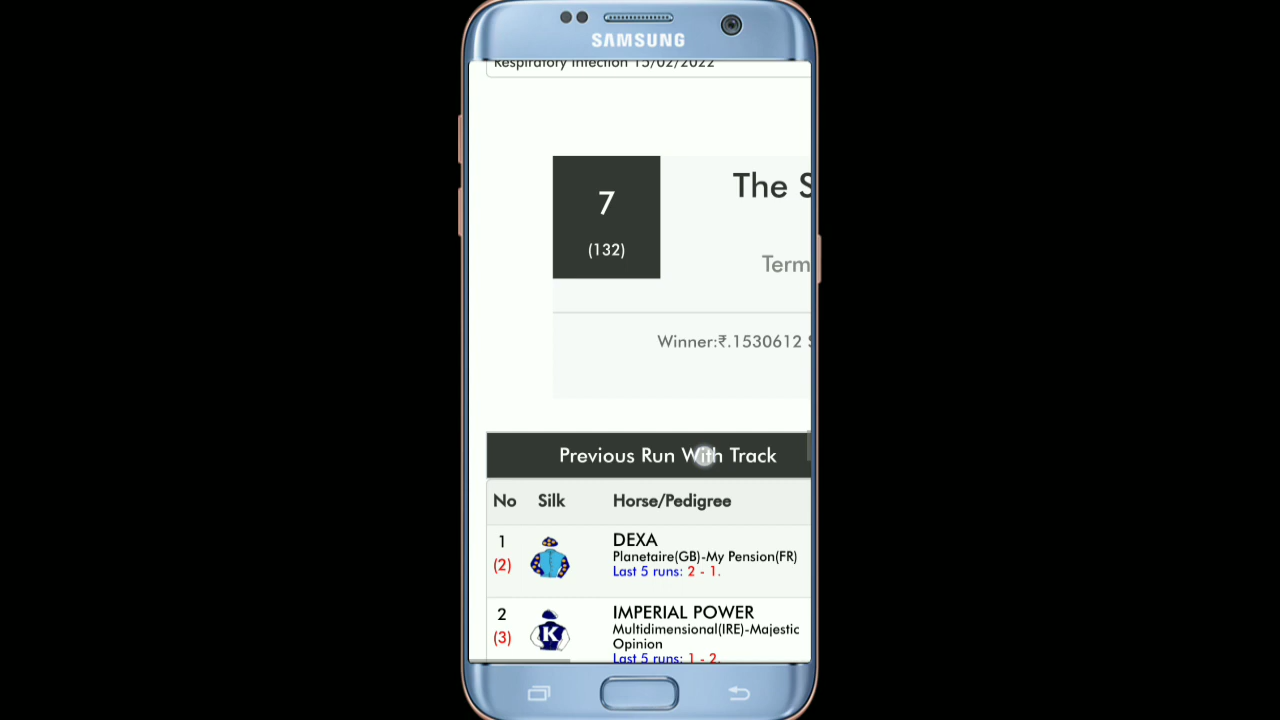 SAMSUNG
Respiratory Infection 15/02/2022
7
The S
(132)
Term
Winner:₹.1530612 S
Previous Run With Track
No Silk Horse/Pedigree
1 DEXA
Planetaire(GB)-My Pension(FR)
(2) Last 5 runs: 2 - 1.
2 IMPERIAL POWER
K Multidimensional(IRE)-Majestic
(3) Opinion
Last 5 runs: 1 - 2.